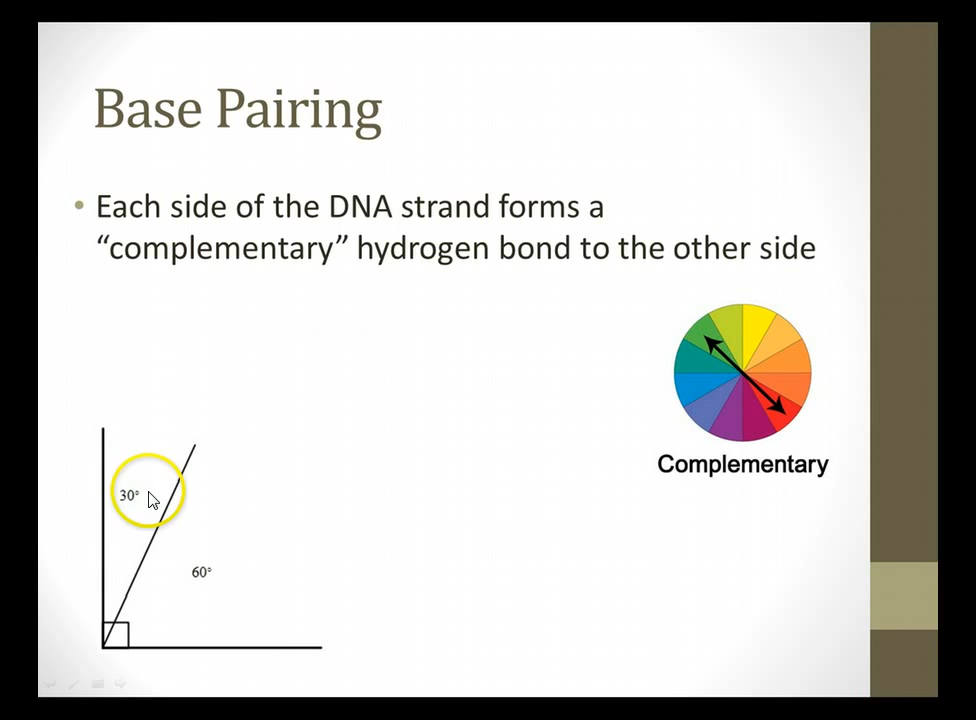 Base Pairing
• Each side of the DNA strand forms a
“complementary” hydrogen bond to the other side
Complementary
30°
60°